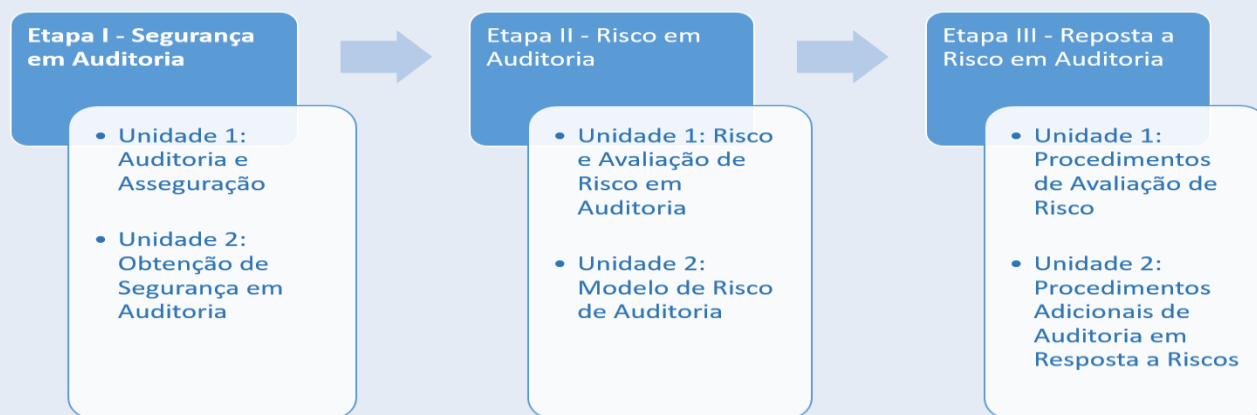 Etapa I - Segurança
em Auditoria
• Unidade 1:
Auditoria e
Asseguração
• Unidade 2:
Obtenção de
Segurança em
Auditoria
Etapa II - Risco em
Auditoria
• Unidade 1: Risco
e Avaliação de
Risco em
Auditoria
• Unidade 2:
Modelo de Risco
de Auditoria
Etapa III - Reposta a
Risco em Auditoria
• Unidade 1:
Procedimentos
de Avaliação de
Risco
• Unidade 2:
Procedimentos
Adicionais de
Auditoria em
Resposta a Riscos